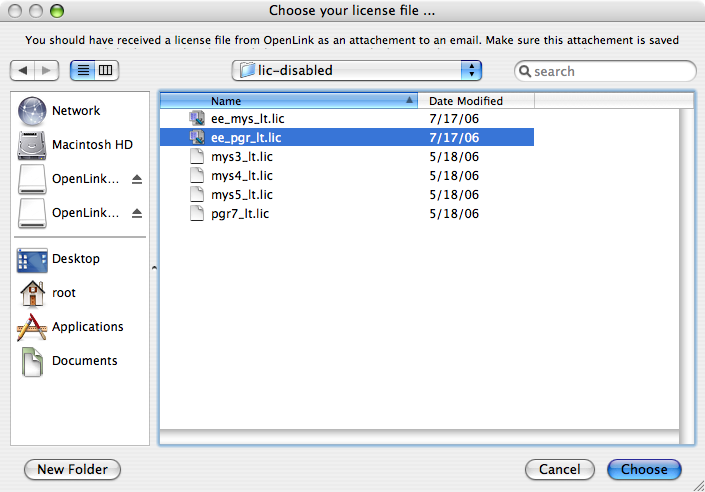 Choose your license file ...
You should have received a license file from OpenLink as an attachement to an email. Make sure this attachement is saved
lic-disabled
search
Network
Macintosh HD
OpenLink...
OpenLink...
Desktop
root
Applications
Documents
Name Date Modified
ee_mys_lt.lic 7/17/06
ee_pgr_lt.lic 7/17/06
mys3_lt.lic 5/18/06
mys4_lt.lic 5/18/06
mys5_lt.lic 5/18/06
pgr7_lt.lic 5/18/06
New Folder
Cancel
Choose